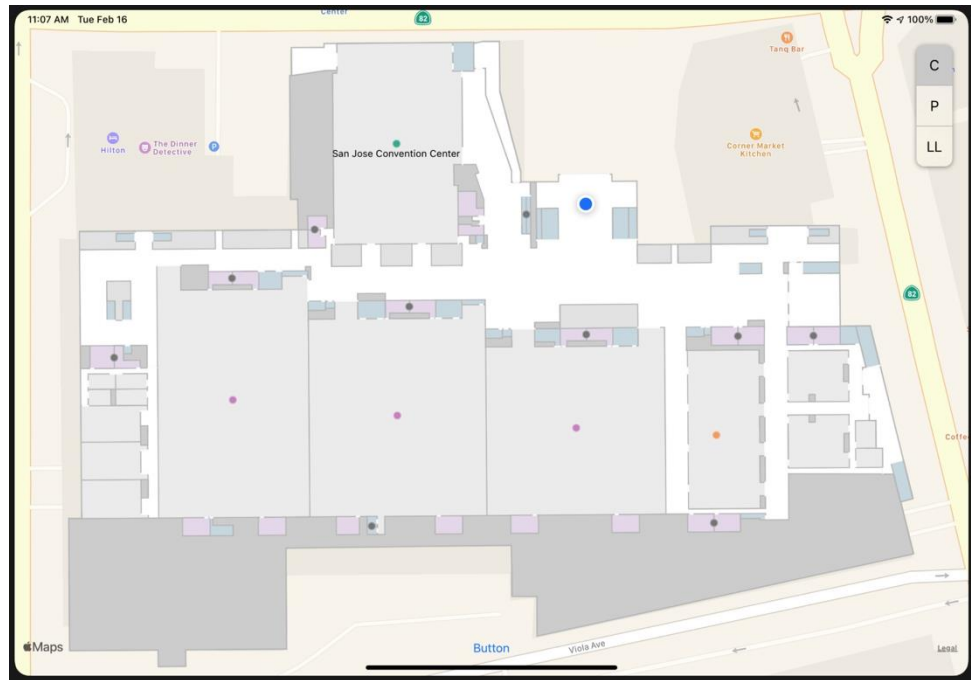 11:07 AM Tue Feb 16
Center
82
100%
Tanq Bar
C
P
LL
Hilton
The Dinner
Detective
P
San Jose Convention Center
Corner Market
Kitchen
82
Coffe
Maps
Button
Viola Ave
Legal